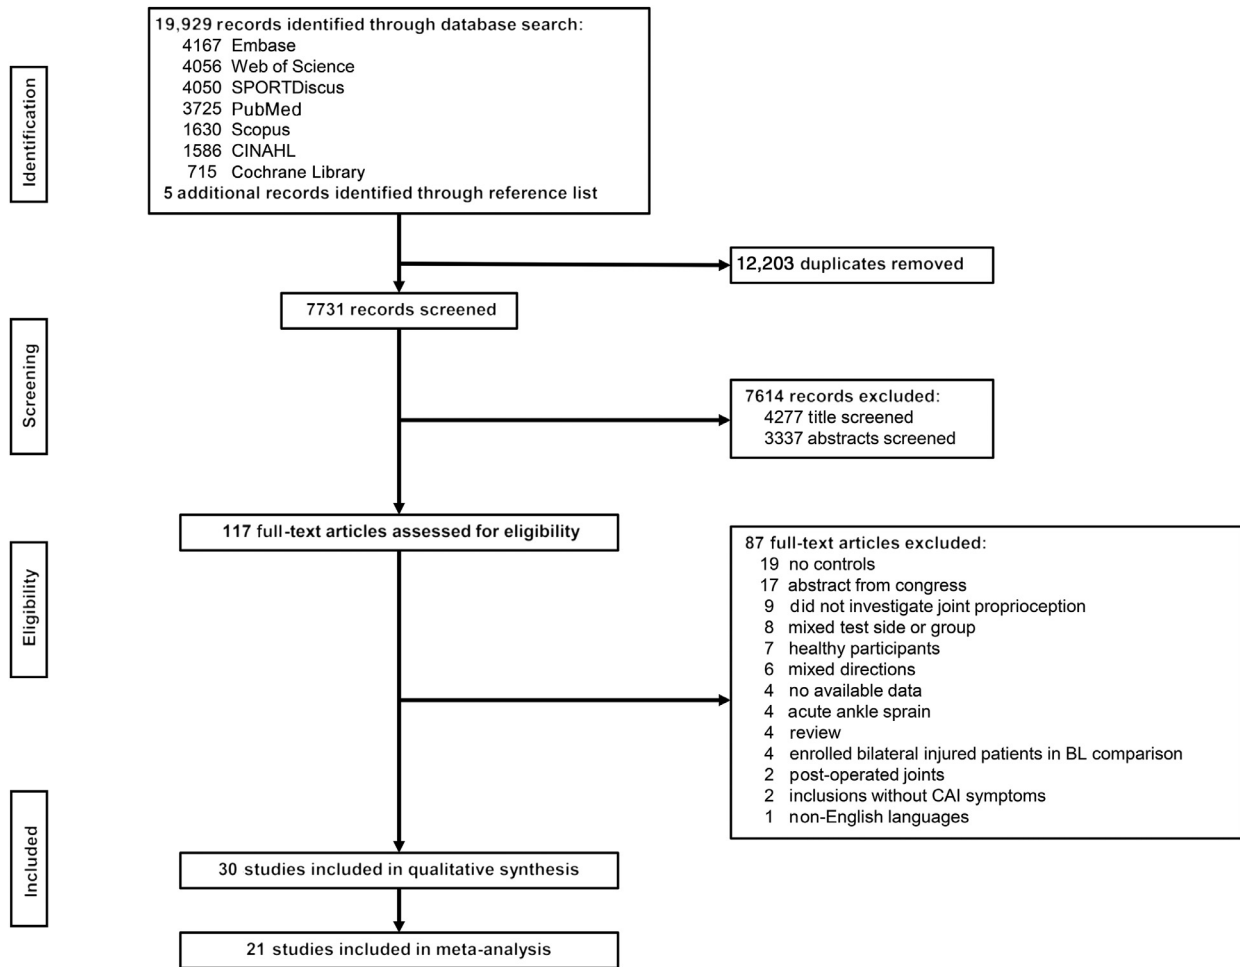 19,929 records identified through database search:
4167 Embase
4056 Web of Science
4050 SPORTDiscus
3725 PubMed
1630 Scopus
1586 CINAHL
715 Cochrane Library
5 additional records identified through reference list
Identification
12,203 duplicates removed
7731 records screened
Screening
7614 records excluded:
4277 title screened
3337 abstracts screened
117 full-text articles assessed for eligibility
Eligibility
87 full-text articles excluded:
19 no controls
17 abstract from congress
9 did not investigate joint proprioception
8 mixed test side or group
7 healthy participants
6 mixed directions
4 no available data
4 acute ankle sprain
4 review
4 enrolled bilateral injured patients in BL comparison
2 post-operated joints
2 inclusions without CAI symptoms
1 non-English languages
Included
30 studies included in qualitative synthesis
21 studies included in meta-analysis